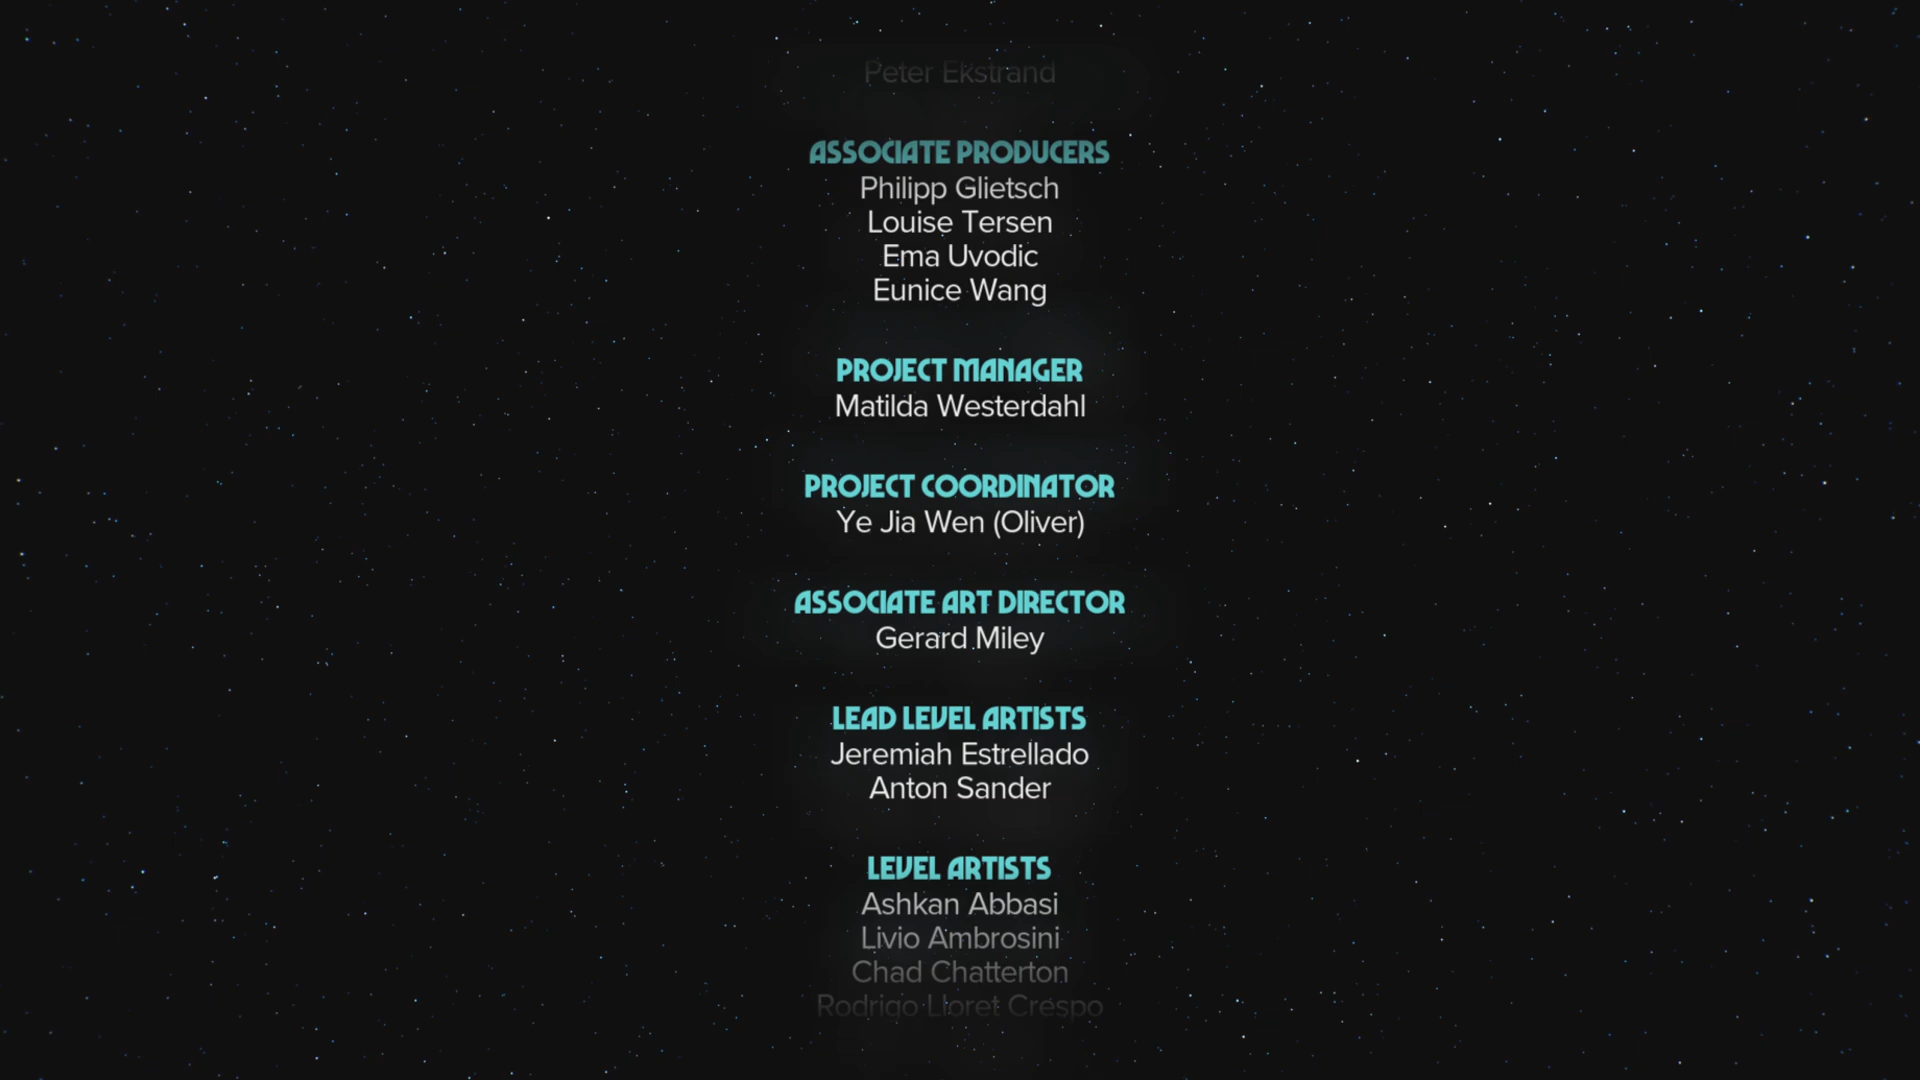 Peter Ekstrand
ASSOCIATE PRODUCERS
Philipp Glietsch
Louise Tersen
Ema Uvodic
Eunice Wang
PROJECT MANAGER
Matilda Westerdahl
PROJECT COORDINATOR
Ye Jia Wen (Oliver)
ASSOCIATE ART DIRECTOR
Gerard Miley
LEAD LEVEL ARTISTS
Jeremiah Estrellado
Anton Sander
LEVEL ARTISTS
Ashkan Abbasi
Livio Ambrosini
Chad Chatterton
Rodrigo Lloret Crespo